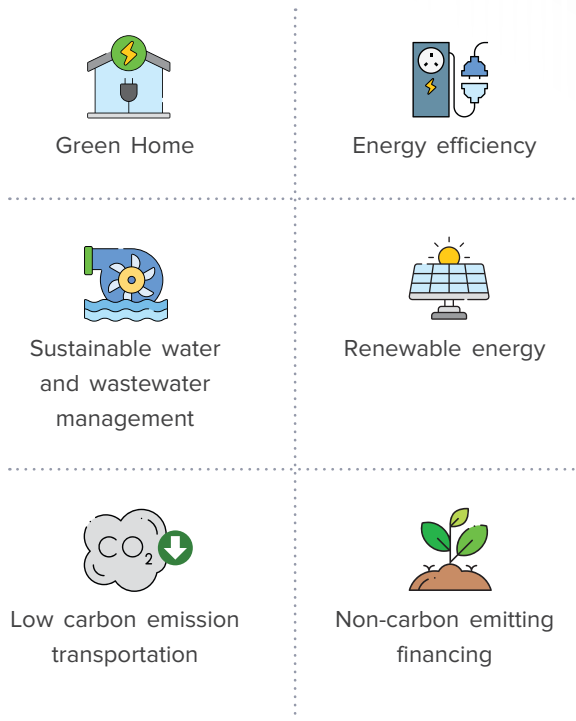 Green Home
Energy efficiency
Sustainable water
and wastewater
management
Renewable energy
CO2
Low carbon emission
transportation
Non-carbon emitting
financing